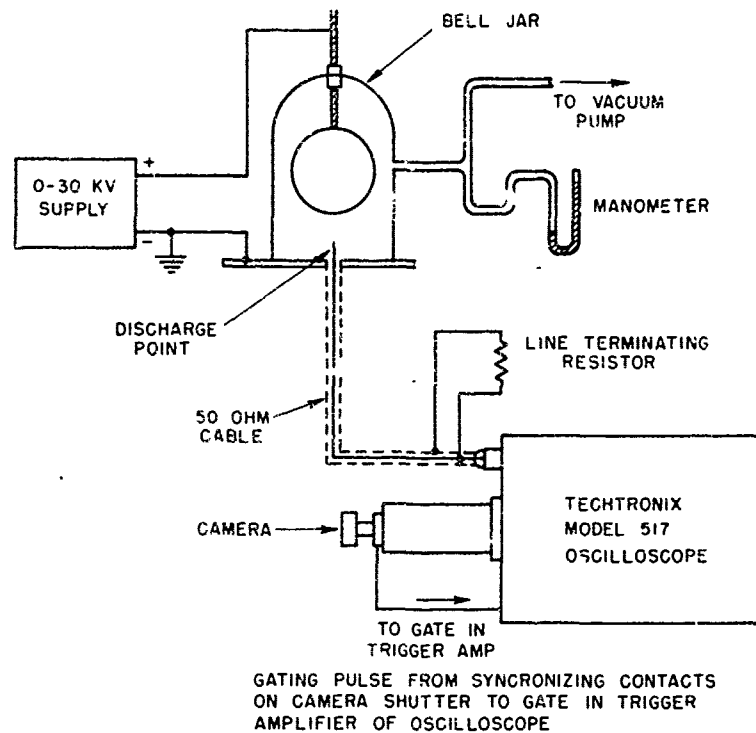 BELL JAR
TO VACUUM
PUMP
+
0-30 KV
SUPPLY
-
MANOMETER
DISCHARGE
POINT
LINE TERMINATING
RESISTOR
50 OHM
CABLE
TECHTRONIX
MODEL 517
OSCILLOSCOPE
CAMERA
TO GATE IN
TRIGGER AMP
GATING PULSE FROM SYNCRONIZING CONTACTS
ON CAMERA SHUTTER TO GATE IN TRIGGER
AMPLIFIER OF OSCILLOSCOPE